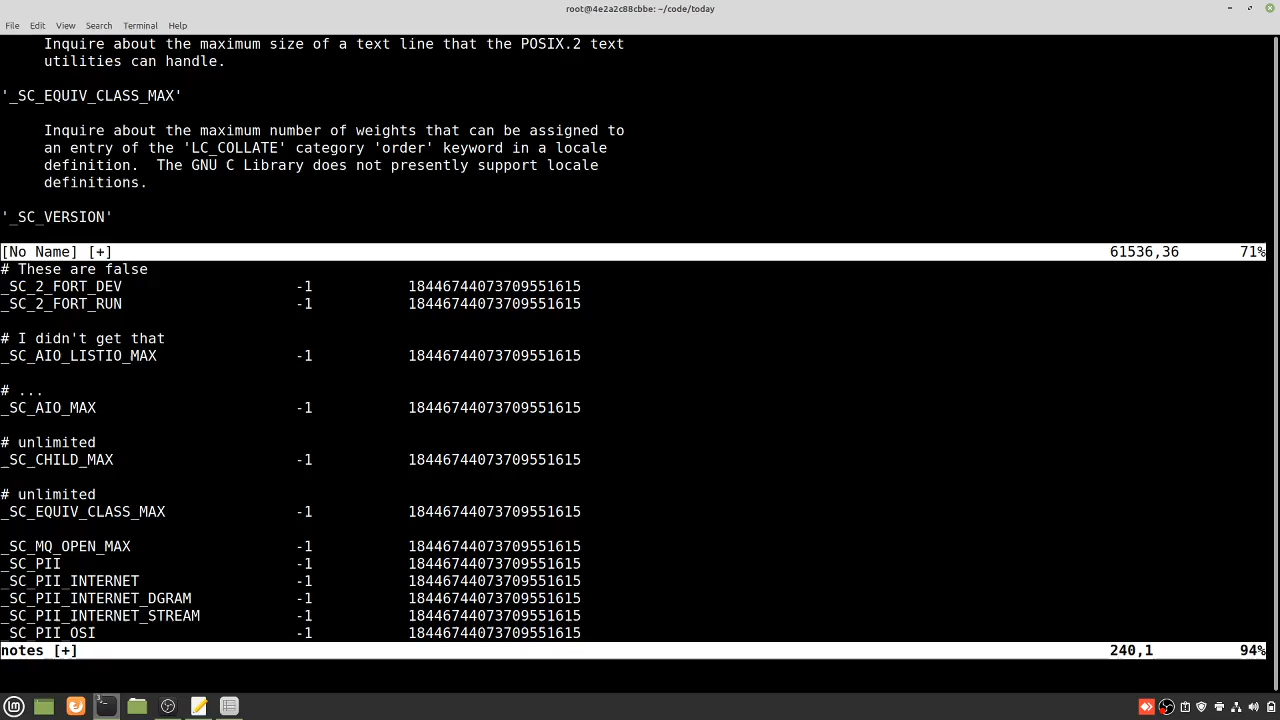 root@4e2a2c88cbbe: ~/code/today
File Edit View Search Terminal Help
Inquire about the maximum size of a text line that the POSIX.2 text
utilities can handle.
'_SC_EQUIV_CLASS_MAX'
Inquire about the maximum number of weights that can be assigned to
an entry of the 'LC_COLLATE' category 'order' keyword in a locale
definition.  The GNU C Library does not presently support locale
definitions.
'_SC_VERSION'
[No Name] [+] 61536,36 71%
# These are false
_SC_2_FORT_DEV -1 18446744073709551615
_SC_2_FORT_RUN -1 18446744073709551615
# I didn't get that
_SC_AIO_LISTIO_MAX -1 18446744073709551615
# ...
_SC_AIO_MAX -1 18446744073709551615
# unlimited
_SC_CHILD_MAX -1 18446744073709551615
# unlimited
_SC_EQUIV_CLASS_MAX -1 18446744073709551615
_SC_MQ_OPEN_MAX -1 18446744073709551615
_SC_PII -1 18446744073709551615
_SC_PII_INTERNET -1 18446744073709551615
_SC_PII_INTERNET_DGRAM -1 18446744073709551615
_SC_PII_INTERNET_STREAM -1 18446744073709551615
_SC_PII_OSI -1 18446744073709551615
notes [+] 240,1 94%